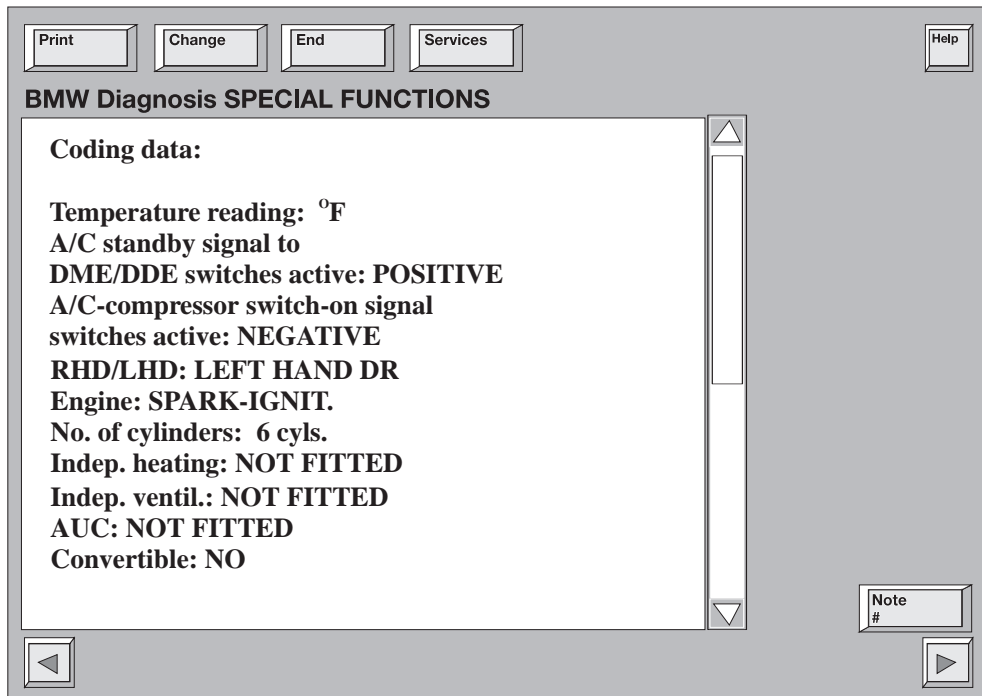 Print
Change
End
Services
Help
BMW Diagnosis SPECIAL FUNCTIONS
Coding data:
Temperature reading: °F
A/C standby signal to
DME/DDE switches active: POSITIVE
A/C-compressor switch-on signal
switches active: NEGATIVE
RHD/LHD: LEFT HAND DR
Engine: SPARK-IGNIT.
No. of cylinders: 6 cyls.
Indep. heating: NOT FITTED
Indep. ventil.: NOT FITTED
AUC: NOT FITTED
Convertible: NO
Note
#